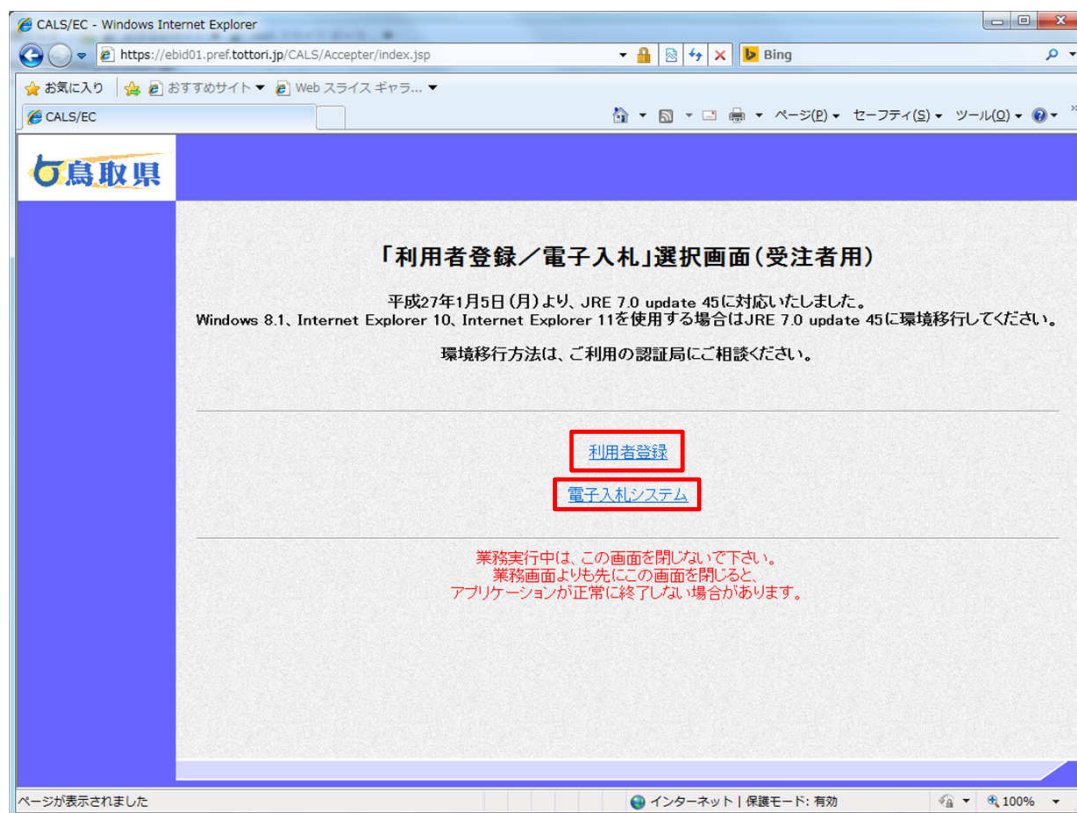 CALS/EC - Windows Internet Explorer
https://ebid01.pref.tottori.jp/CALS/Accepter/index.jsp
Bing
お気に入り おすすめサイト Web スライス ギャラ...
CALS/EC ページ(P) セーフティ(S) ツール(O)
鳥取県
「利用者登録／電子入札」選択画面(受注者用)
平成27年1月5日(月)より、JRE 7.0 update 45に対応いたしました。
Windows 8.1、Internet Explorer 10、Internet Explorer 11を使用する場合はJRE 7.0 update 45に環境移行してください。
環境移行方法は、ご利用の認証局にご相談ください。
利用者登録
電子入札システム
業務実行中は、この画面を閉じないで下さい。
業務画面よりも先にこの画面を閉じると、
アプリケーションが正常に終了しない場合があります。
ページが表示されました インターネット | 保護モード: 有効 100%